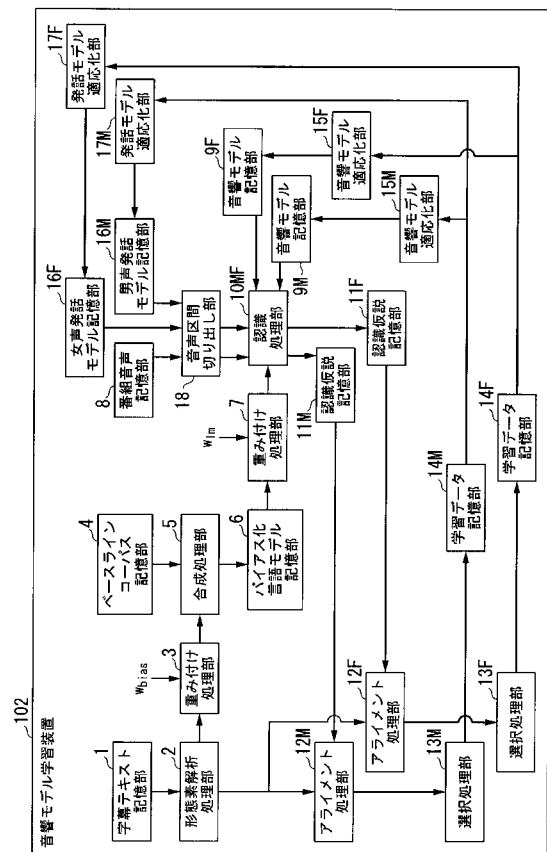 102
音響モデル学習装置
1
字幕テキスト
記憶部
2
形態素解析
処理部
Wbias
3
重み付け
処理部
4
ベースライン
コーパス
記憶部
5
合成処理部
6
バイアス化
言語モデル
記憶部
Wlm
7
重み付け
処理部
8
番組音声
記憶部
16F
女声発話
モデル記憶部
16M
男声発話
モデル記憶部
17F
発話モデル
適応化部
17M
発話モデル
適応化部
18
音声区間
切り出し部
9F
音響モデル
記憶部
9M
音響モデル
記憶部
10MF
認識
処理部
15F
音響モデル
適応化部
15M
音響モデル
適応化部
11M
認識仮説
記憶部
11F
認識仮説
記憶部
12M
アライメント
処理部
12F
アライメント
処理部
13M
選択処理部
13F
選択処理部
14M
学習データ
記憶部
14F
学習データ
記憶部